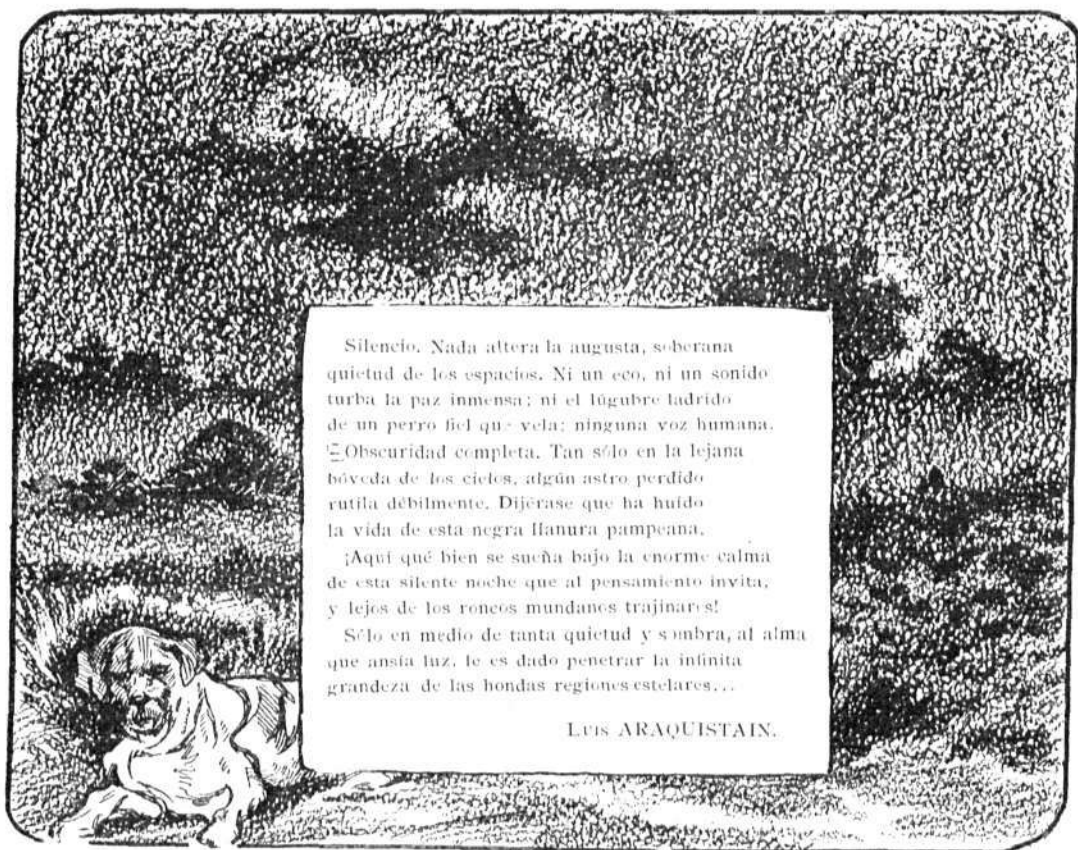 Silencio. Nada altera la augusta, soberana
quietud de los espacios. Ni un eco, ni un sonido
turba la paz inmensa; ni el lúgubre ladrido
de un perro fiel que vela; ninguna voz humana.
Obscuridad completa. Tan sólo en la lejana
bóveda de los cielos, algún astro perdido
rutila débilmente. Dijérase que ha huído
la vida de esta negra llanura pampeana.
¡Aquí qué bien se sueña bajo la enorme calma
de esta silente noche que al pensamiento invita,
y lejos de los roncos mundanos trajinares!
Sólo en medio de tanta quietud y sombra, al alma
que ansía luz, le es dado penetrar la infinita
grandeza de las hondas regiones estelares...
Luis ARAQUISTAIN.